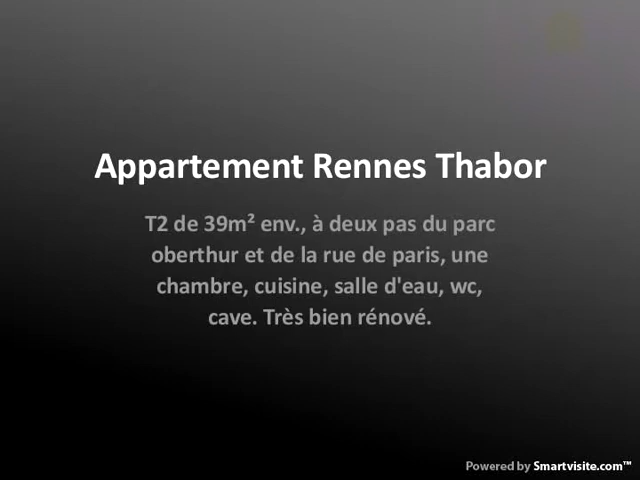 Appartement Rennes Thabor
T2 de 39m² env., à deux pas du parc
oberthur et de la rue de paris, une
chambre, cuisine, salle d'eau, wc,
cave. Très bien rénové.
Powered by Smartvisite.com™